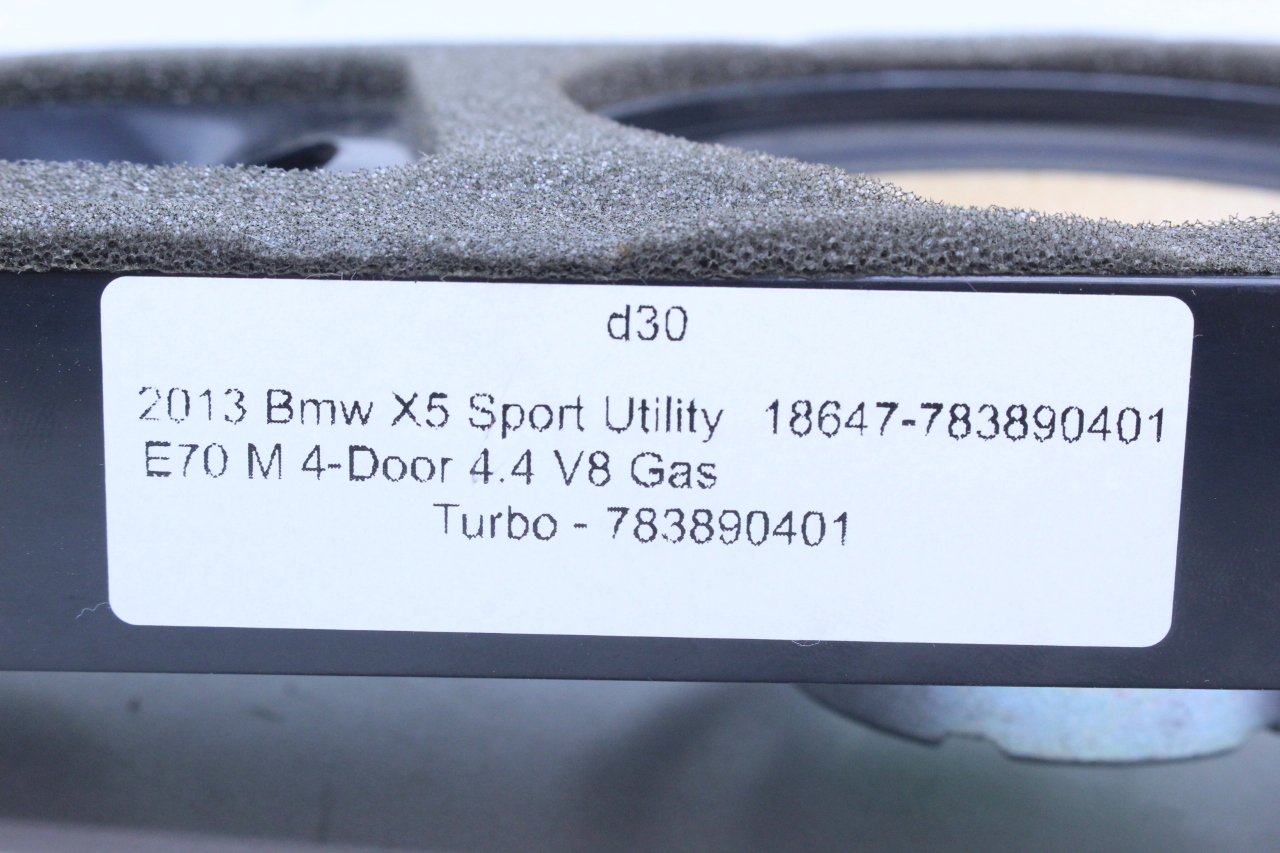 d30
2013 Bmw X5 Sport Utility 18647-783890401
E70 M 4-Door 4.4 V8 Gas
Turbo - 783890401